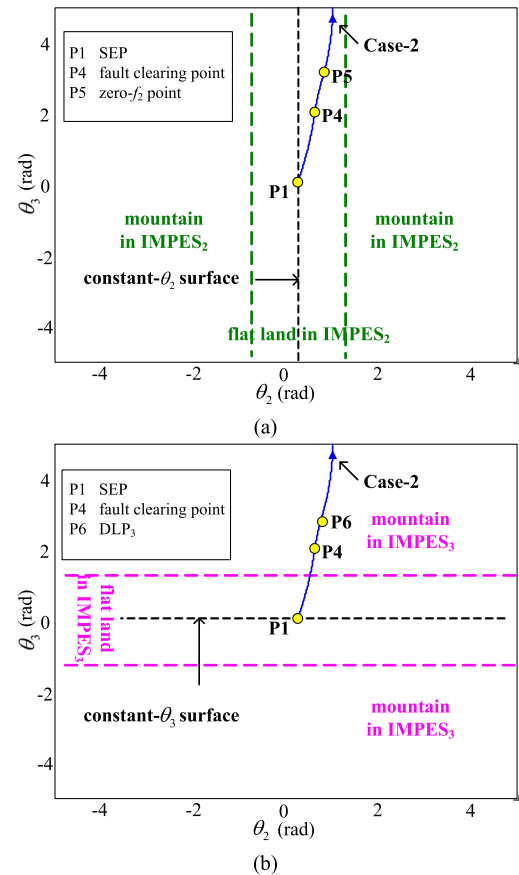 4
2
0
-2
-4
θ3 (rad)
P1 SEP
P4 fault clearing point
P5 zero-f2 point
Case-2
P5
P4
P1
mountain
in IMPES2
mountain
in IMPES2
constant-θ2 surface
flat land in IMPES2
-4
-2
0
2
4
θ2 (rad)
(a)
4
2
0
-2
-4
θ3 (rad)
P1 SEP
P4 fault clearing point
P6 DLP3
Case-2
P6
P4
P1
mountain
in IMPES3
flat land
in IMPES3
constant-θ3 surface
mountain
in IMPES3
-4
-2
0
2
4
θ2 (rad)
(b)